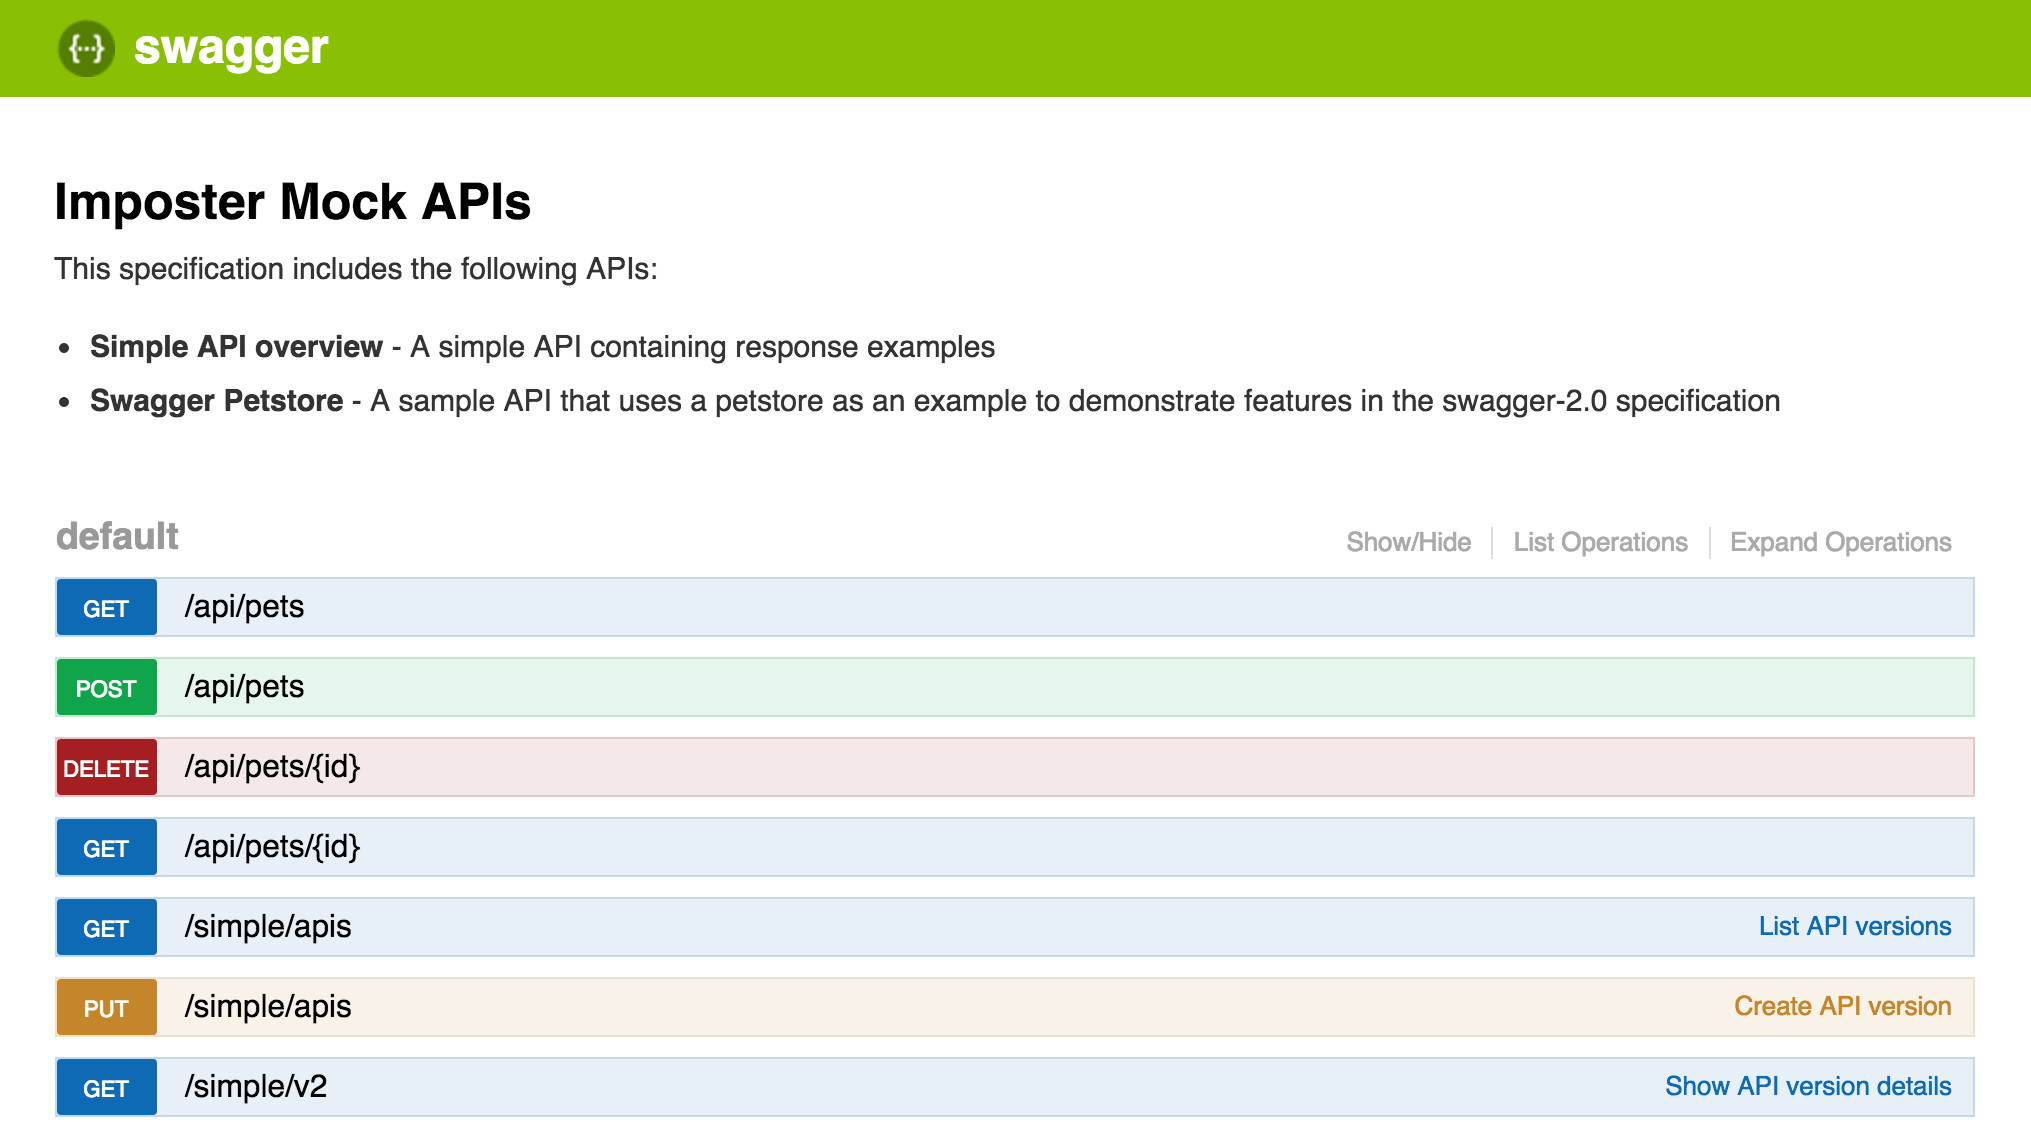 {···} swagger
Imposter Mock APIs
This specification includes the following APIs:
• Simple API overview - A simple API containing response examples
• Swagger Petstore - A sample API that uses a petstore as an example to demonstrate features in the swagger-2.0 specification
default Show/Hide List Operations Expand Operations
GET /api/pets
POST /api/pets
DELETE /api/pets/{id}
GET /api/pets/{id}
GET /simple/apis List API versions
PUT /simple/apis Create API version
GET /simple/v2 Show API version details